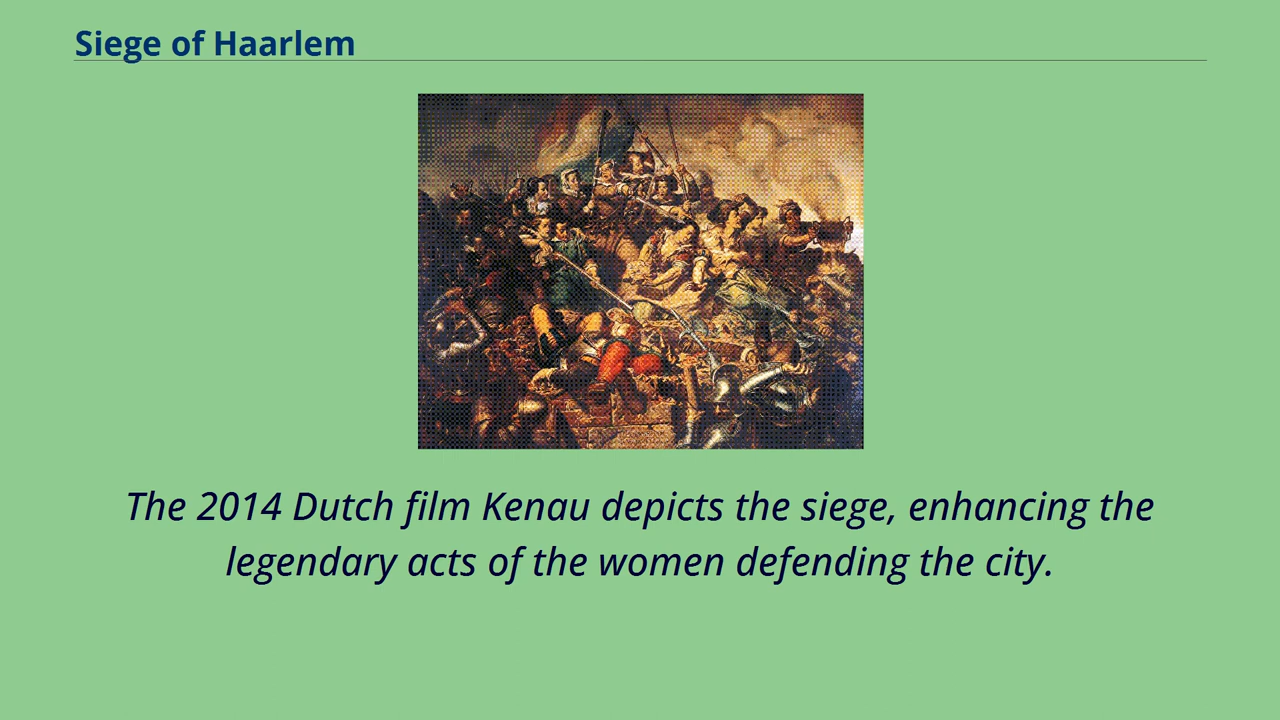 Siege of Haarlem
The 2014 Dutch film Kenau depicts the siege, enhancing the
legendary acts of the women defending the city.